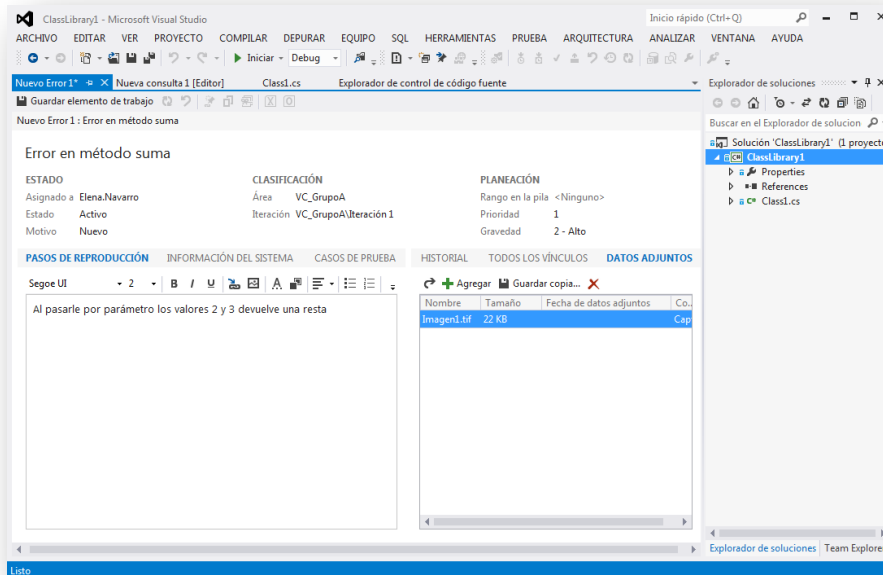 ClassLibrary1 - Microsoft Visual Studio
Inicio rápido (Ctrl+Q)
ARCHIVO EDITAR VER PROYECTO COMPILAR DEPURAR EQUIPO SQL HERRAMIENTAS PRUEBA ARQUITECTURA ANALIZAR VENTANA AYUDA
Iniciar Debug
Nuevo Error 1* Nueva consulta 1 [Editor] Class1.cs Explorador de control de código fuente
Guardar elemento de trabajo
Nuevo Error 1 : Error en método suma
Error en método suma
ESTADO
Asignado a Elena.Navarro
Estado Activo
Motivo Nuevo
CLASIFICACIÓN
Área VC_GrupoA
Iteración VC_GrupoA\Iteración 1
PLANEACIÓN
Rango en la pila <Ninguno>
Prioridad 1
Gravedad 2 - Alto
PASOS DE REPRODUCCIÓN INFORMACIÓN DEL SISTEMA CASOS DE PRUEBA
Segoe UI 2 B I U A
Al pasarle por parámetro los valores 2 y 3 devuelve una resta
HISTORIAL TODOS LOS VÍNCULOS DATOS ADJUNTOS
Agregar Guardar copia...
Nombre Tamaño Fecha de datos adjuntos Co..
Imagen1.tif 22 KB Cap
Explorador de soluciones
Buscar en el Explorador de solucion
Solución 'ClassLibrary1' (1 proyecto
ClassLibrary1
Properties
References
C# Class1.cs
Explorador de soluciones Team Explore
Listo